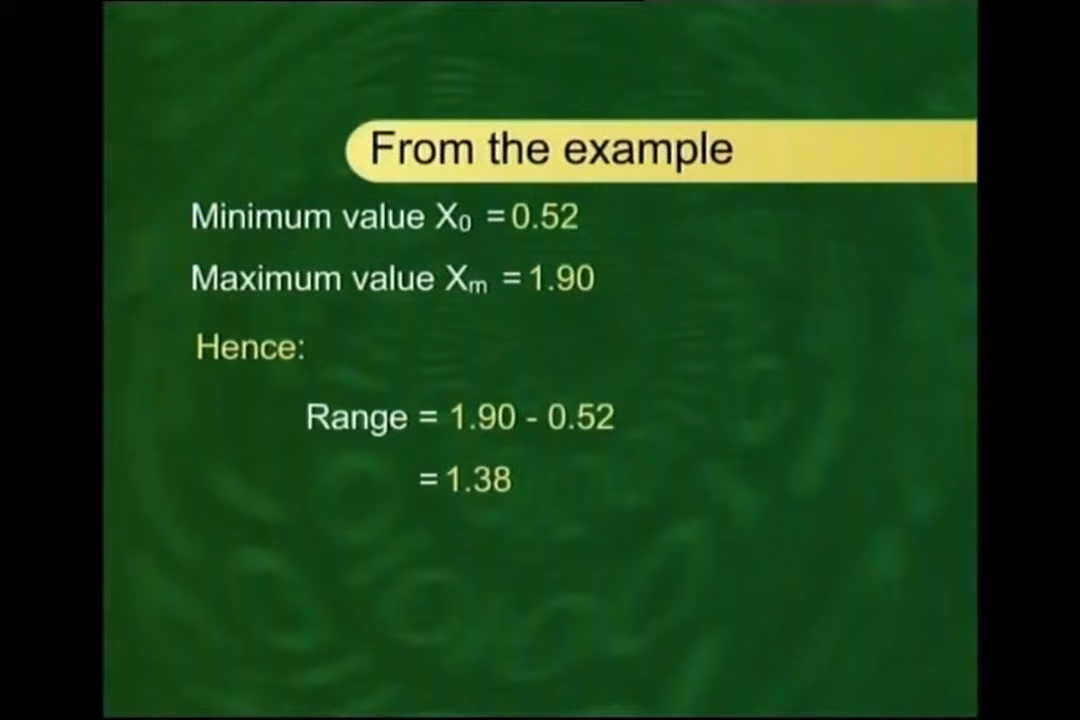 From the example
Minimum value X₀ = 0.52
Maximum value Xₘ = 1.90
Hence:
Range = 1.90 - 0.52
= 1.38